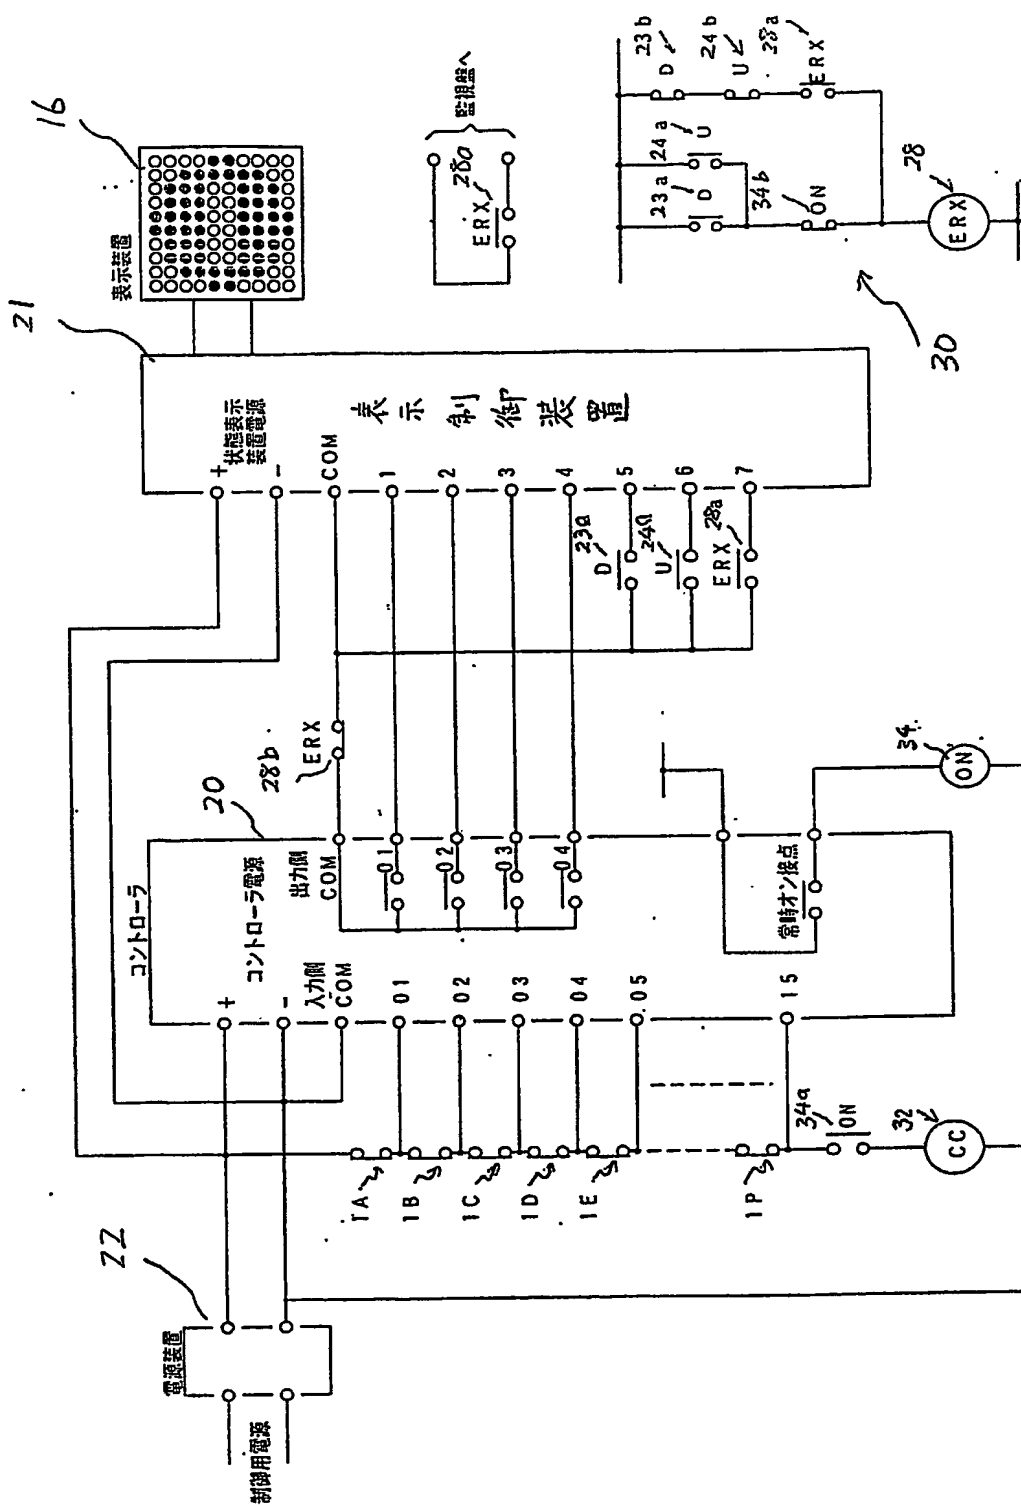 制御用電源
電源装置
22
コントローラ
20
+
コントローラ電源
-
入力側
COM
01
02
03
04
05
15
出力側
COM
01
02
03
04
常時オン接点
1A
1B
1C
1D
1E
1P
34a
ON
32
CC
34
ON
28b
ERX
21
+
状態表示
装置電源
-
COM
1
2
3
4
5
6
7
表示制御装置
23a
D
24a
U
28a
ERX
表示装置
16
監視盤へ
ERX
28a
23a
D
24a
U
34b
ON
23b
D
24b
U
28a
ERX
28
ERX
30